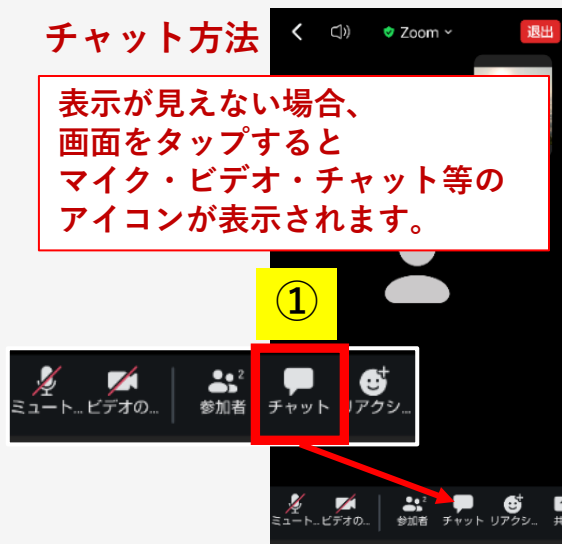 チャット方法
Zoom
退出
表示が見えない場合、
画面をタップすると
マイク・ビデオ・チャット等の
アイコンが表示されます。
①
ミュート... ビデオの... 参加者 2 チャット リアクシ...
ミュート... ビデオの... 参加者 2 チャット リアクシ... 共